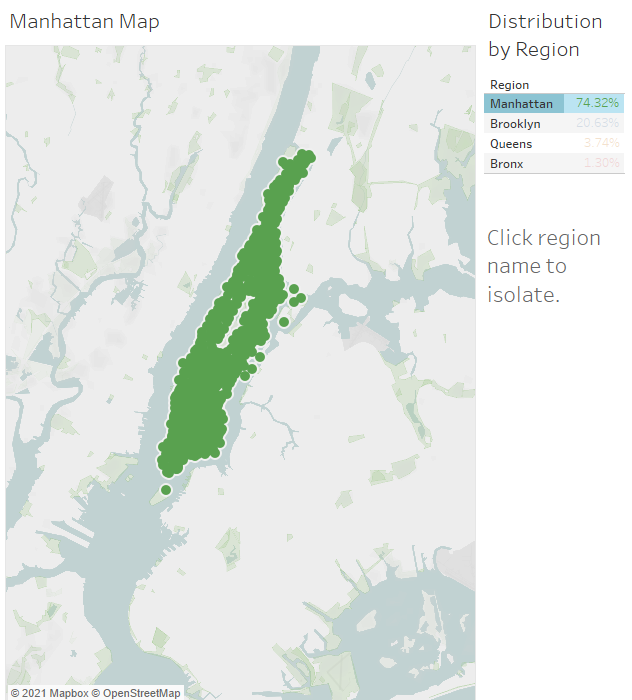 Manhattan Map
Distribution
by Region
Region
Manhattan 74.32%
Brooklyn 20.63%
Queens 3.74%
Bronx 1.30%
Click region
name to
isolate.
© 2021 Mapbox © OpenStreetMap